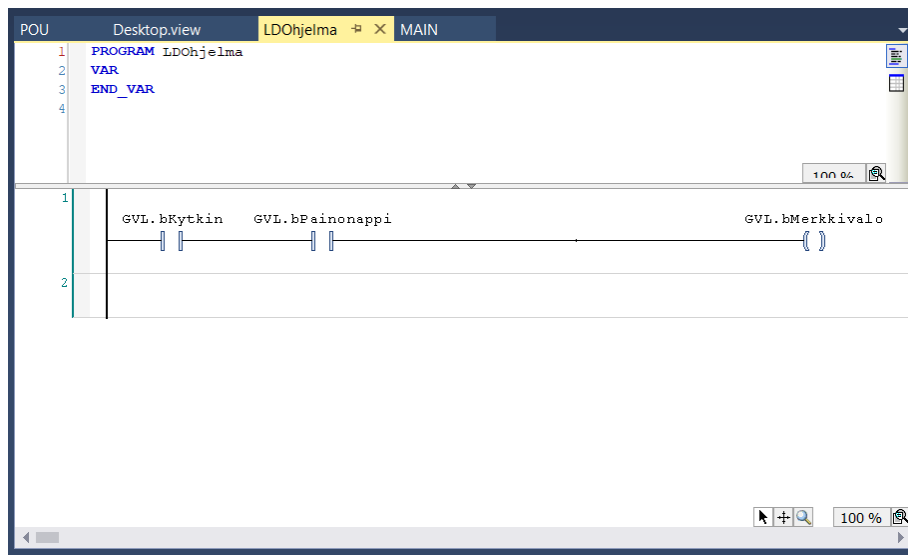 POU Desktop.view LDOhjelma MAIN
1 PROGRAM LDOhjelma
2 VAR
3 END_VAR
4
100 %
1
GVL.bKytkin GVL.bPainonappi GVL.bMerkkivalo
2
100 %